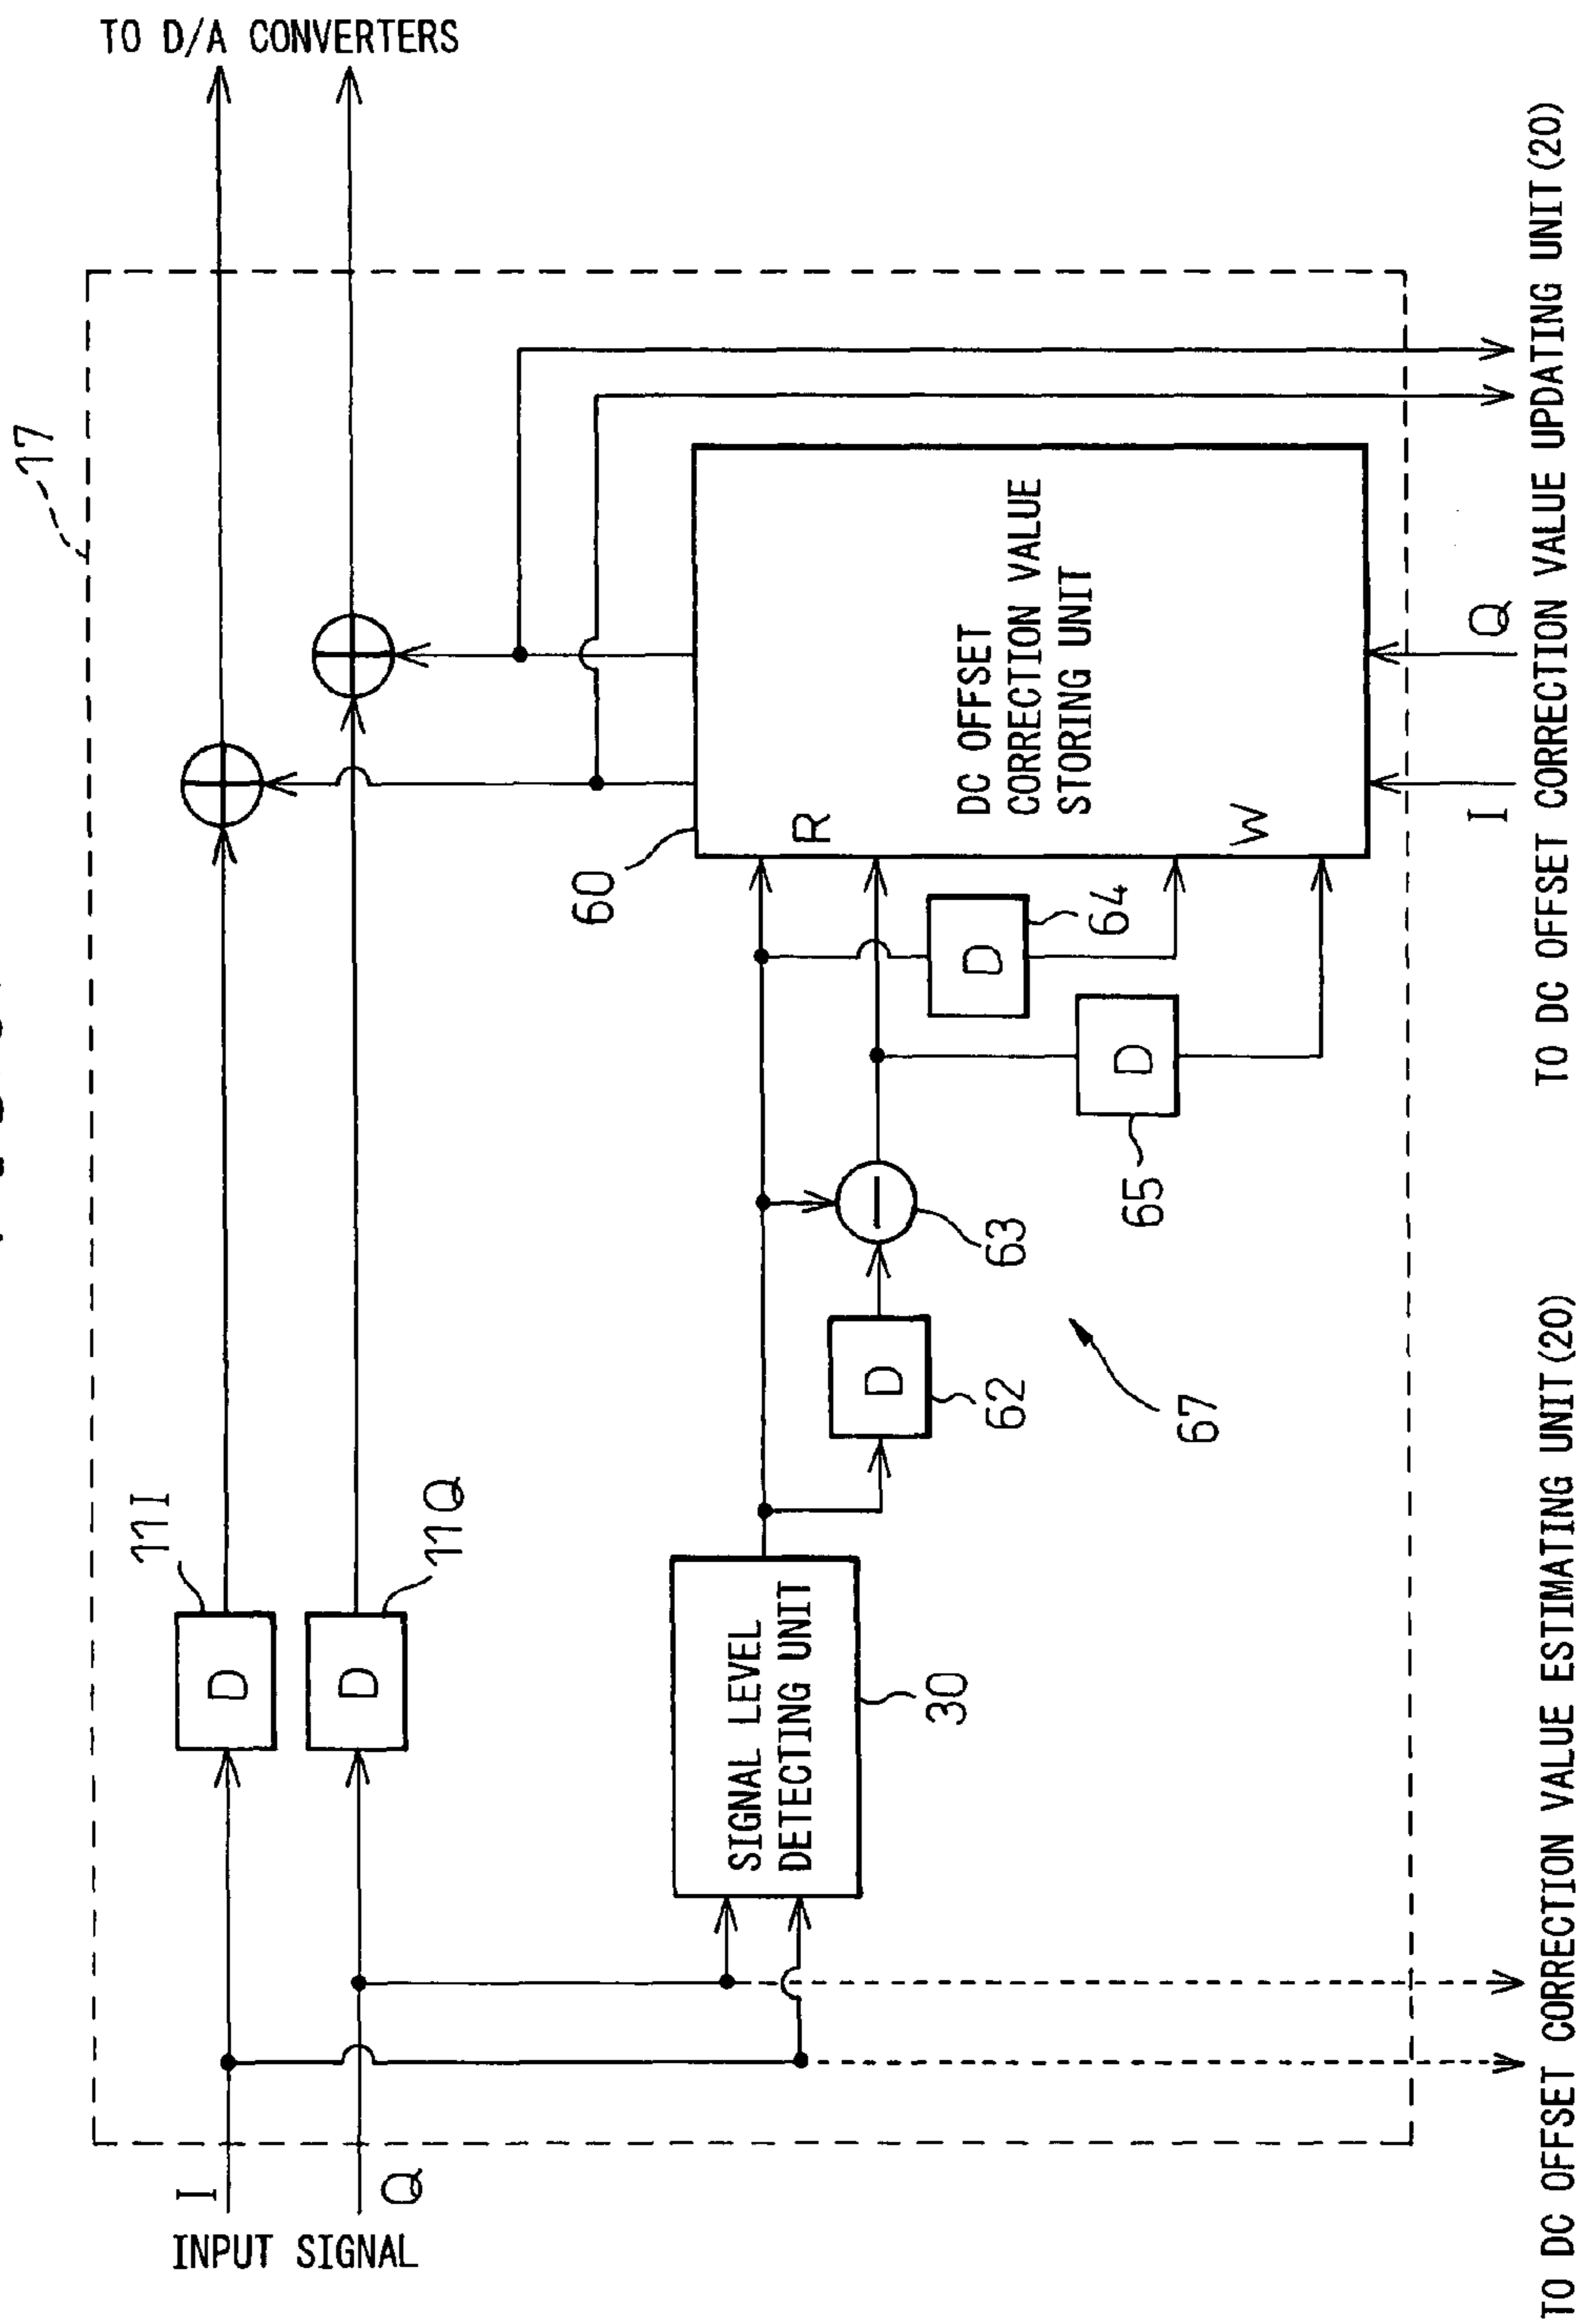 TO D/A CONVERTERS
17
11I
D
11Q
D
I
Q
INPUT SIGNAL
SIGNAL LEVEL
DETECTING UNIT
30
D
62
63
67
D
65
D
64
60
R
W
DC OFFSET
CORRECTION VALUE
STORING UNIT
I
Q
TO DC OFFSET CORRECTION VALUE ESTIMATING UNIT(20)
TO DC OFFSET CORRECTION VALUE UPDATING UNIT(20)